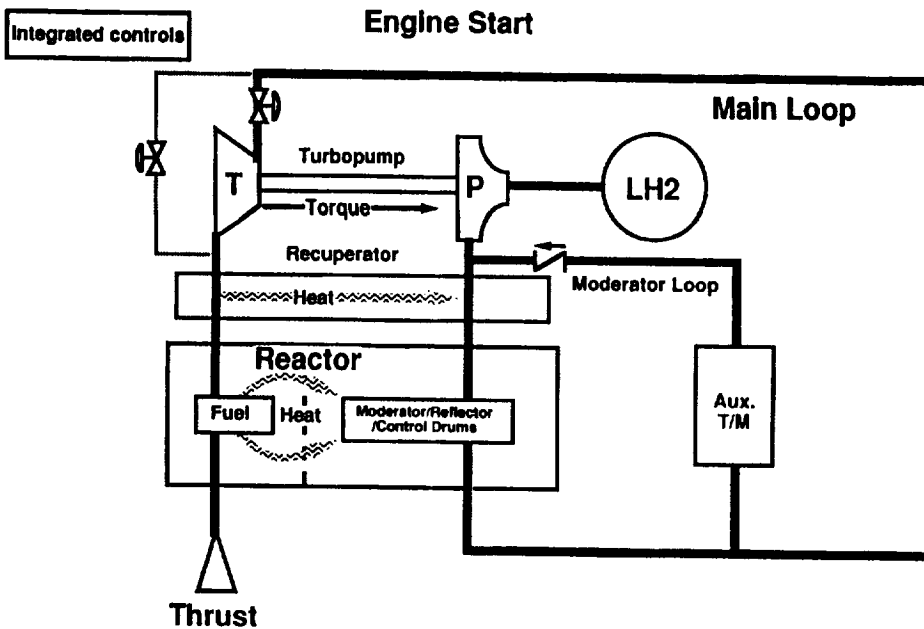 Engine Start
Integrated controls
Main Loop
Turbopump
T
P
LH2
Torque
Recuperator
Moderator Loop
Heat
Reactor
Fuel
Heat
Moderator/Reflector
/Control Drums
Aux.
T/M
Thrust